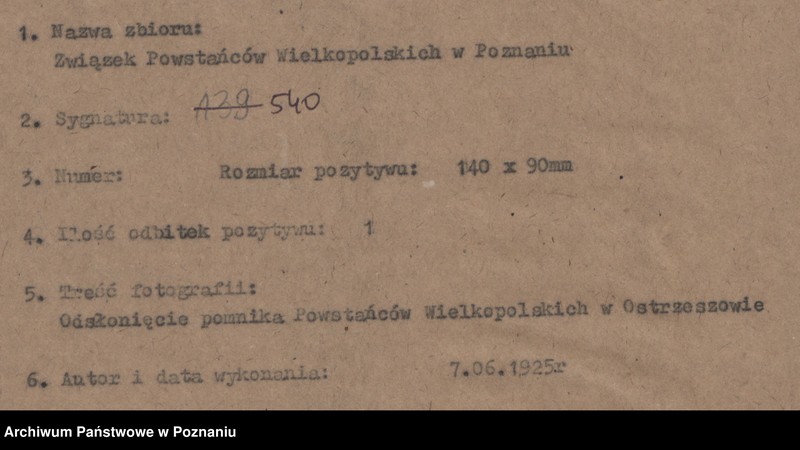 1. Nazwa zbioru:
Związek Powstańców Wielkopolskich w Poznaniu
2. Sygnatura: 139 540
3. Numer: Rozmiar pozytywu: 140 x 90mm
4. Ilość odbitek pozytywu: 1
5. Treść fotografii:
Odsłonięcie pomnika Powstańców Wielkopolskich w Ostrzeszowie
6. Autor i data wykonania: 7.06.1925r
Archiwum Państwowe w Poznaniu